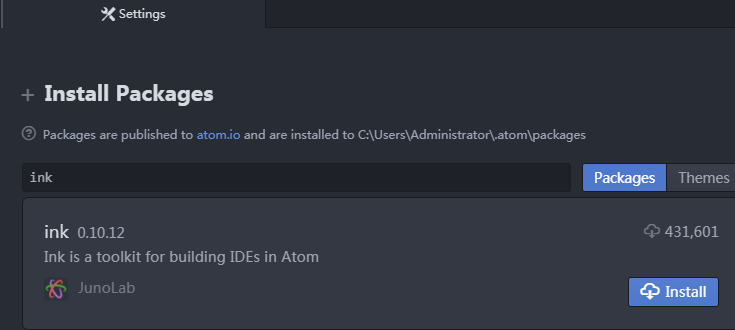 Settings
Install Packages
Packages are published to atom.io and are installed to C:\Users\Administrator\.atom\packages
ink
Packages
Themes
ink 0.10.12
431,601
Ink is a toolkit for building IDEs in Atom
JunoLab
Install